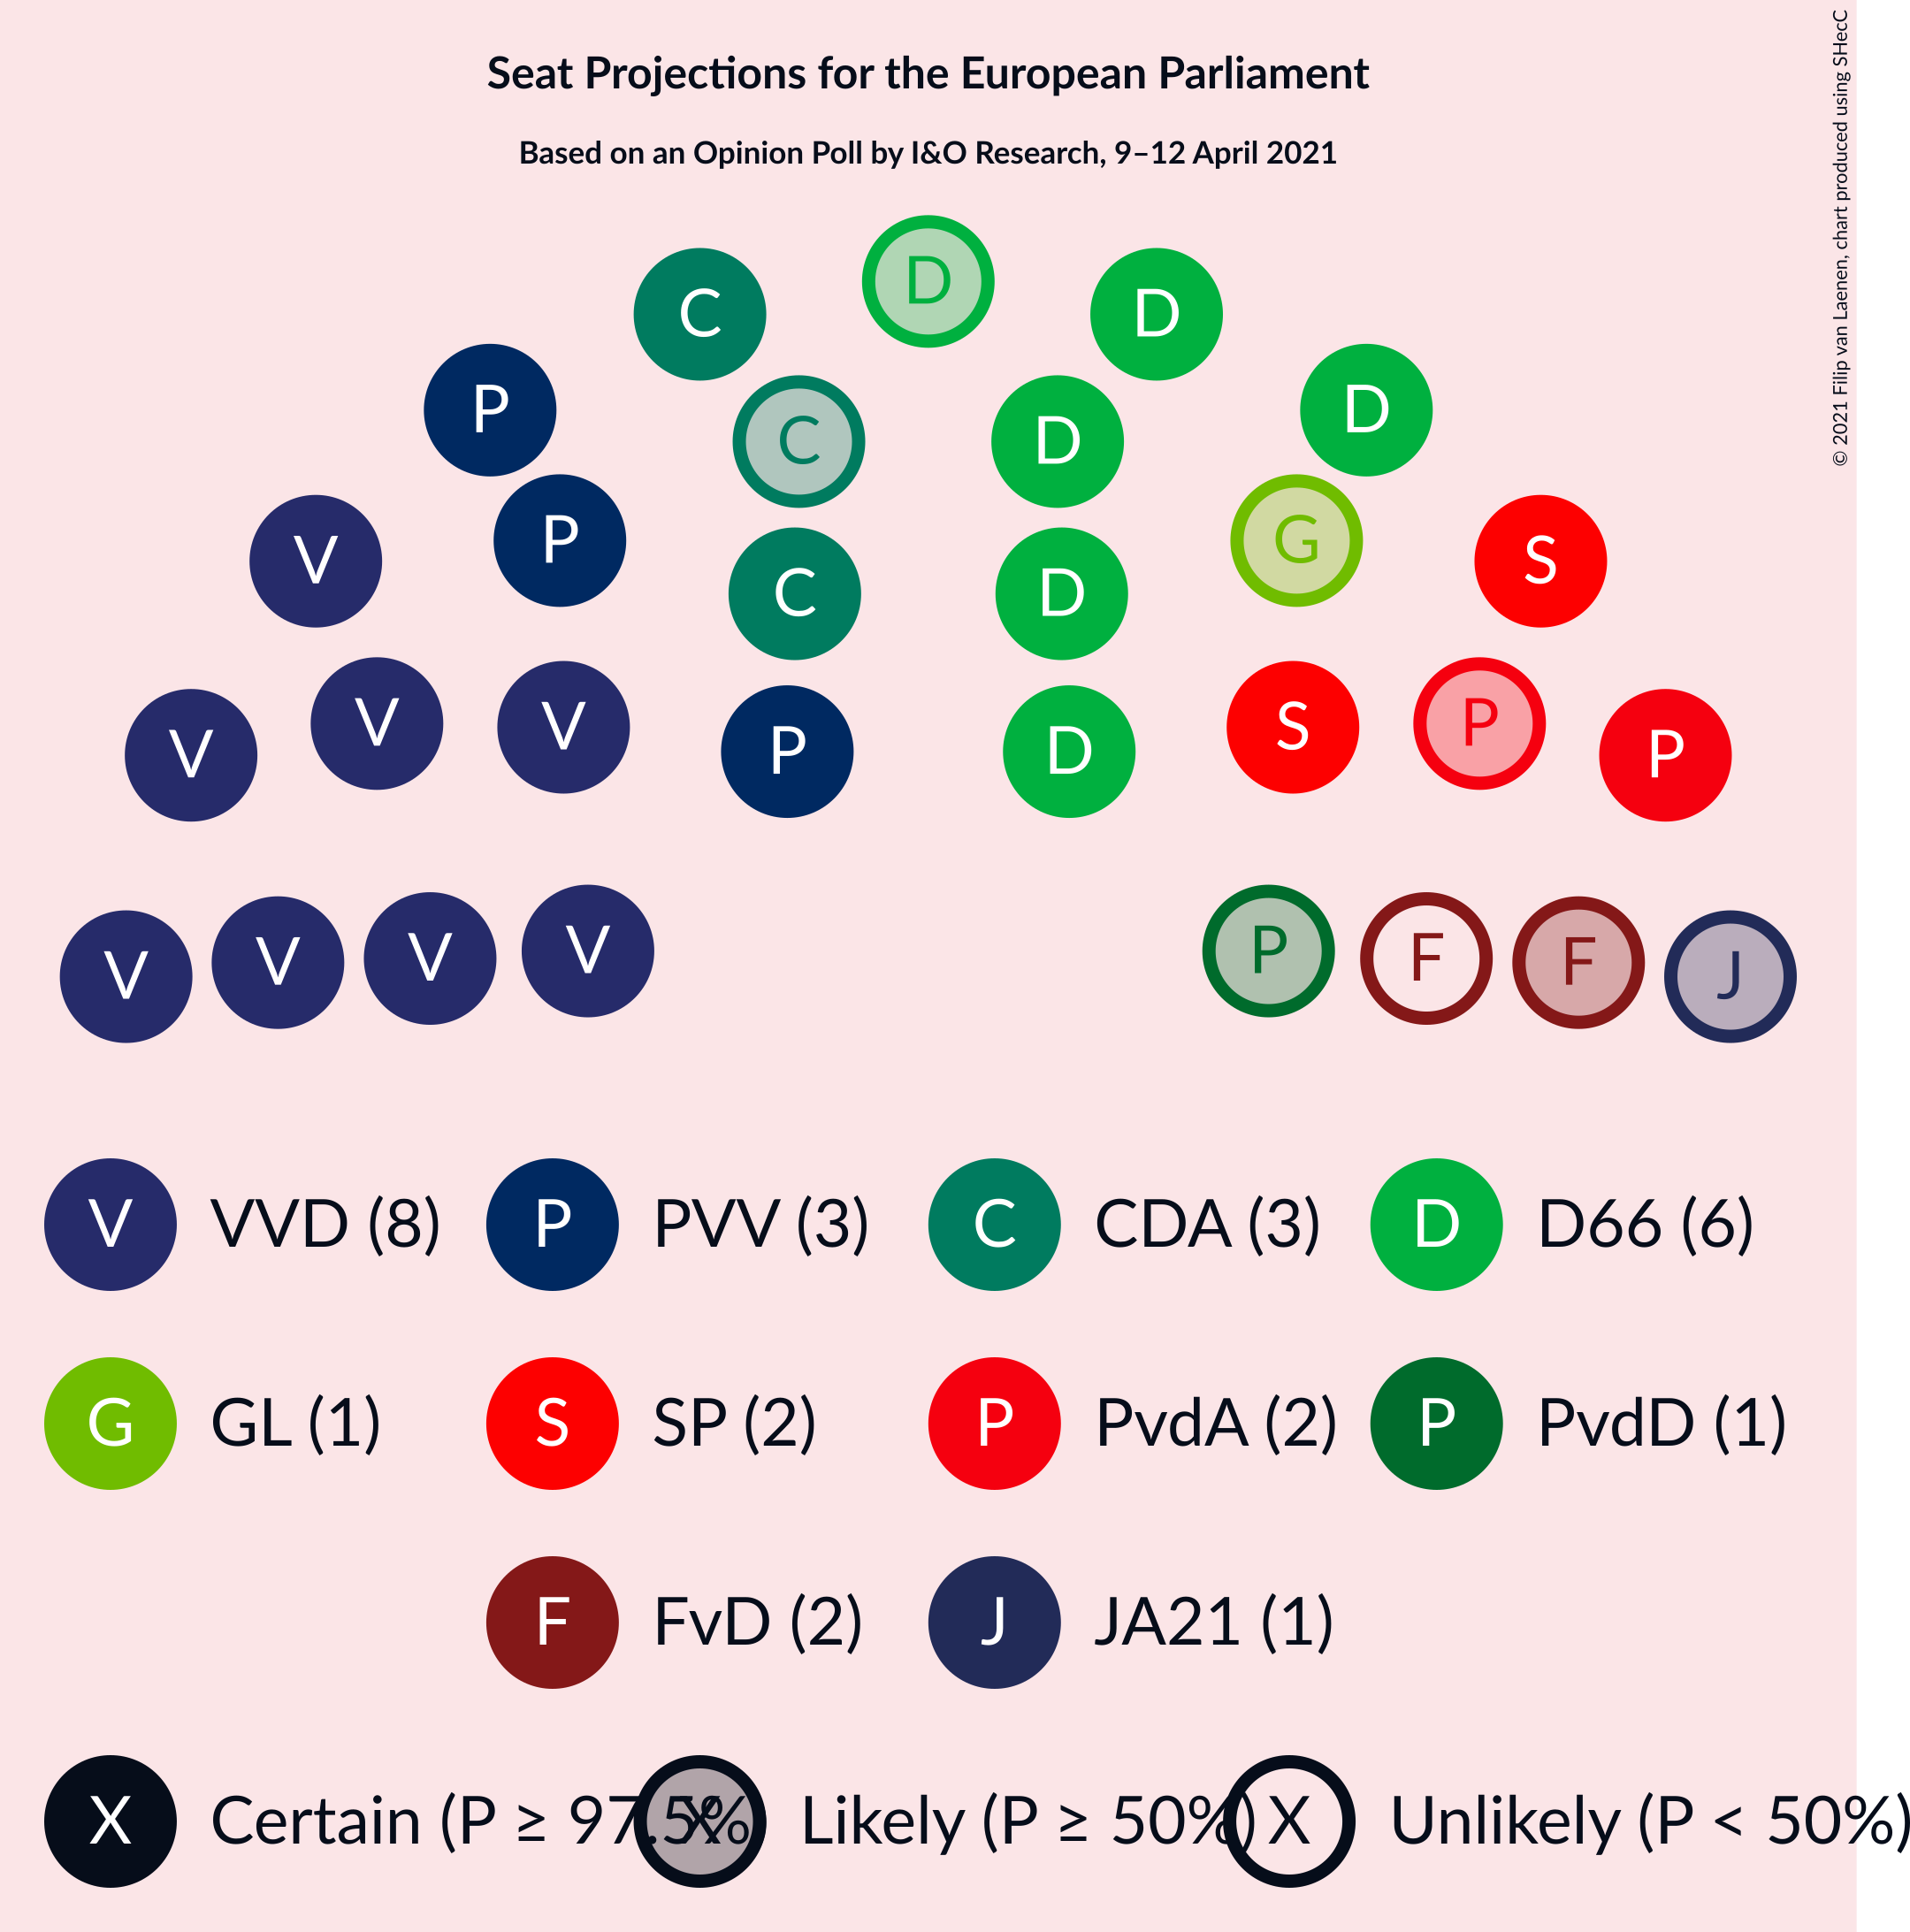 Seat Projections for the European Parliament
Based on an Opinion Poll by I&O Research, 9–12 April 2021
© 2021 Filip van Laenen, chart produced using SHecC
D
C D D
P D
C D
P G
V S
C D
V V P S
V P D P
V V V V P F F J
V VVD (8) P PVV (3) C CDA (3) D D66 (6)
G GL (1) S SP (2) P PvdA (2) P PvdD (1)
F FvD (2) J JA21 (1)
X Certain (P ≥ 97.5% X Likely (P ≥ 50%) X Unlikely (P < 50%)